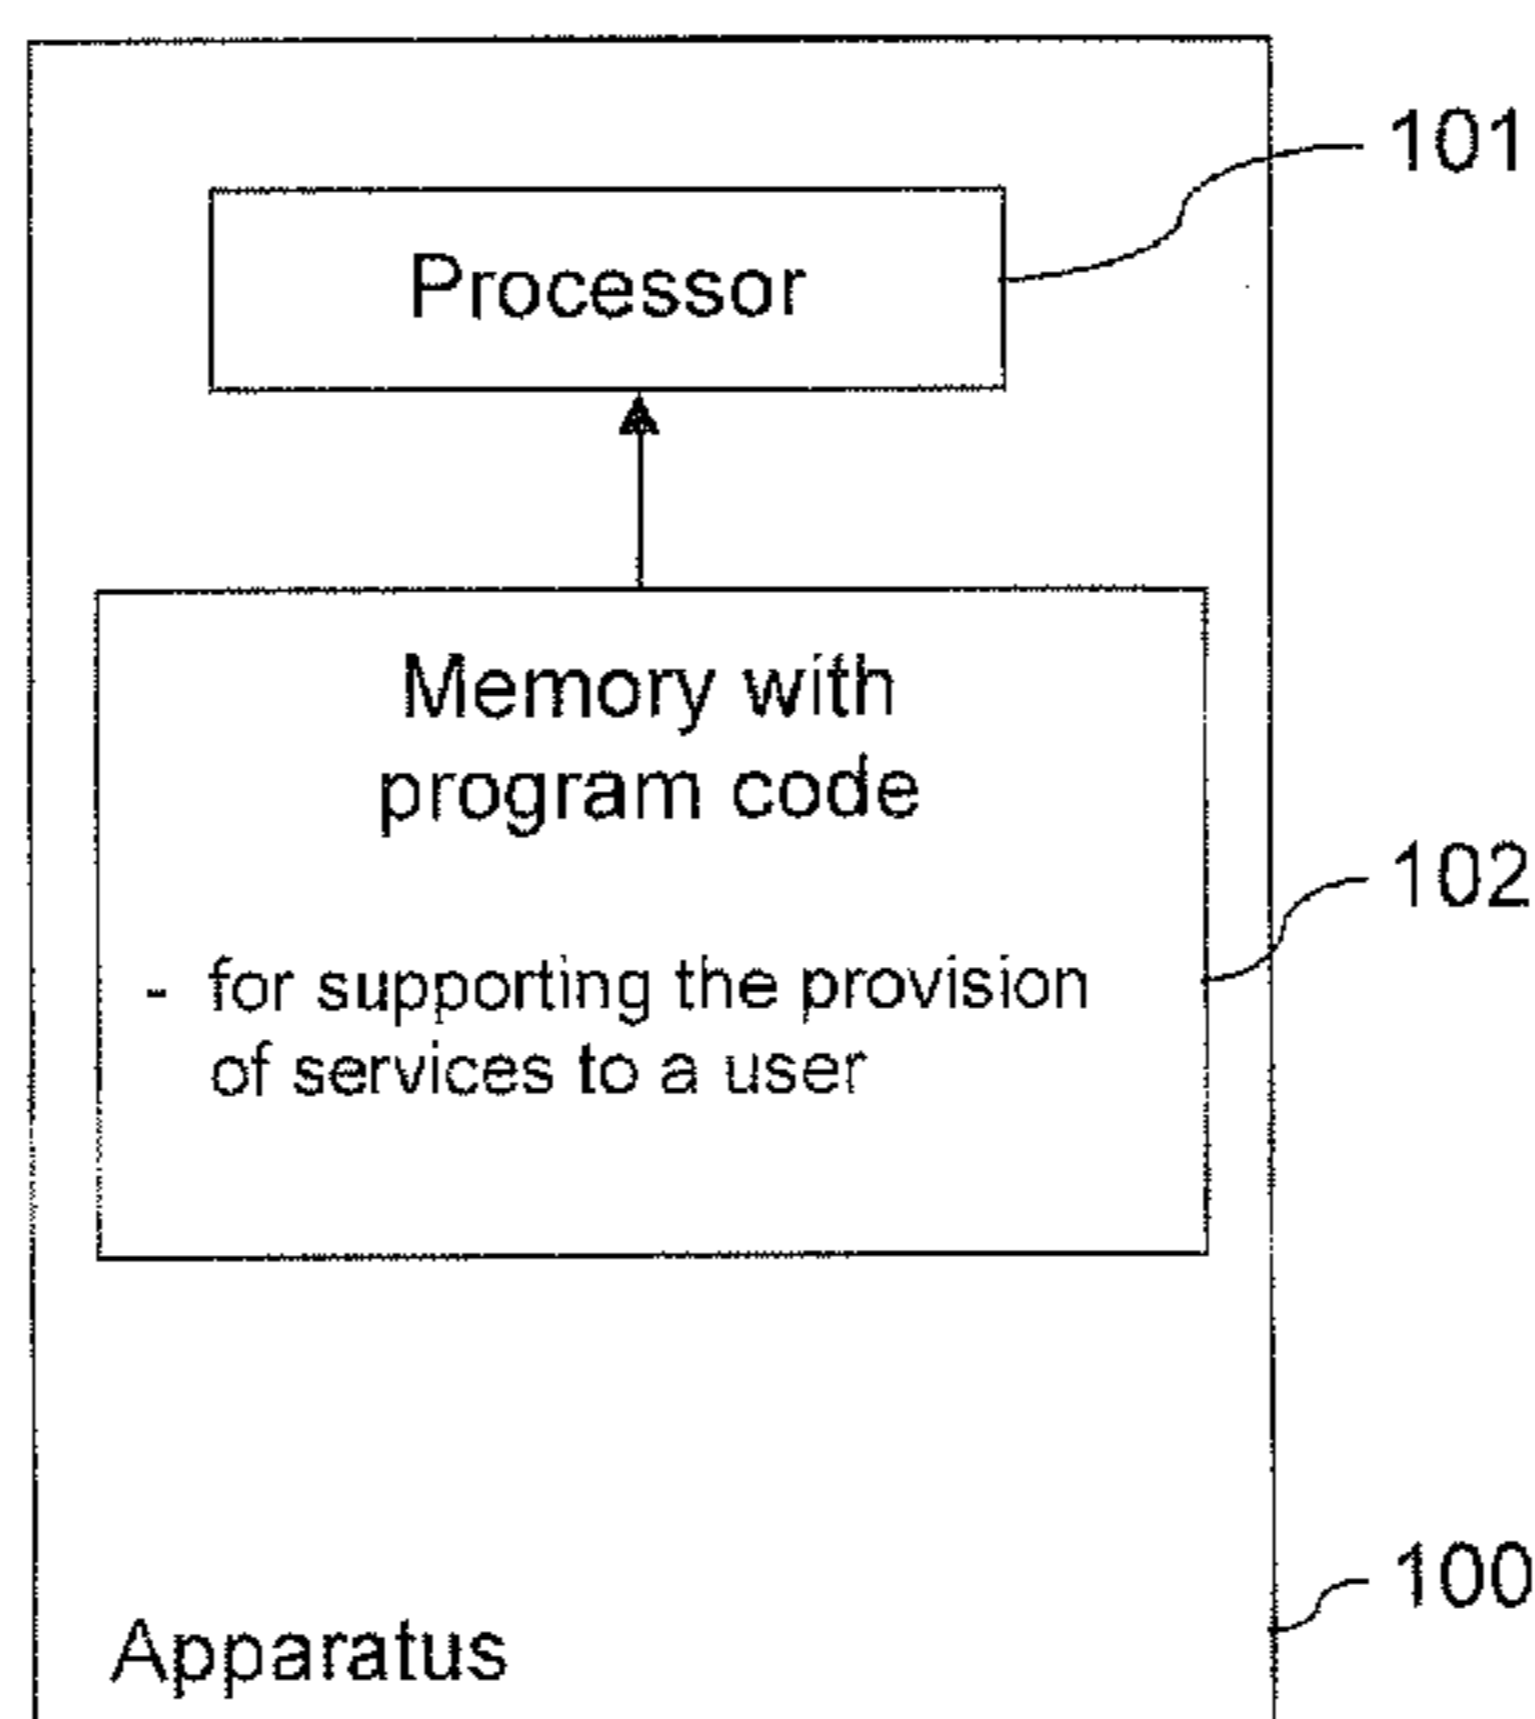 101
Processor
Memory with
program code
102
- for supporting the provision
of services to a user
100
Apparatus